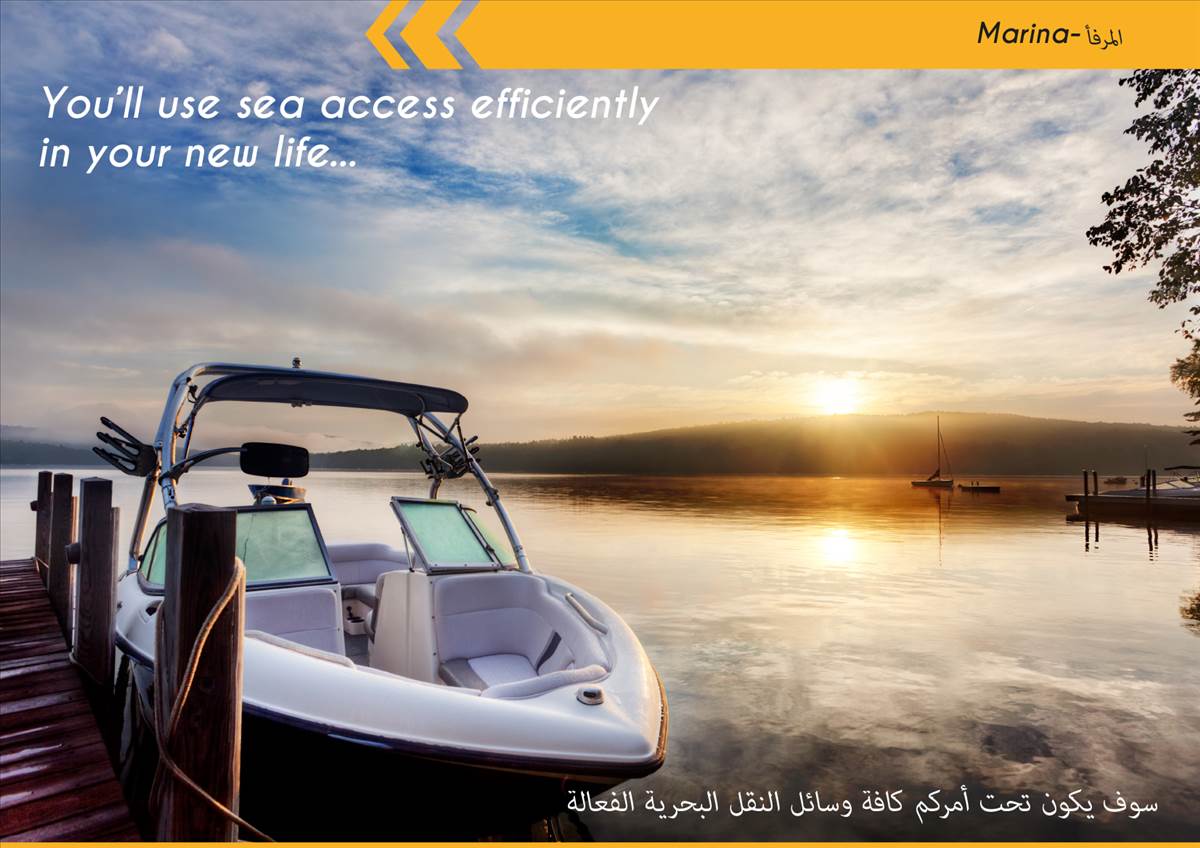 Marina- المرفأ
You'll use sea access efficiently
in your new life...
سوف يكون تحت أمركم كافة وسائل النقل البحرية الفعالة